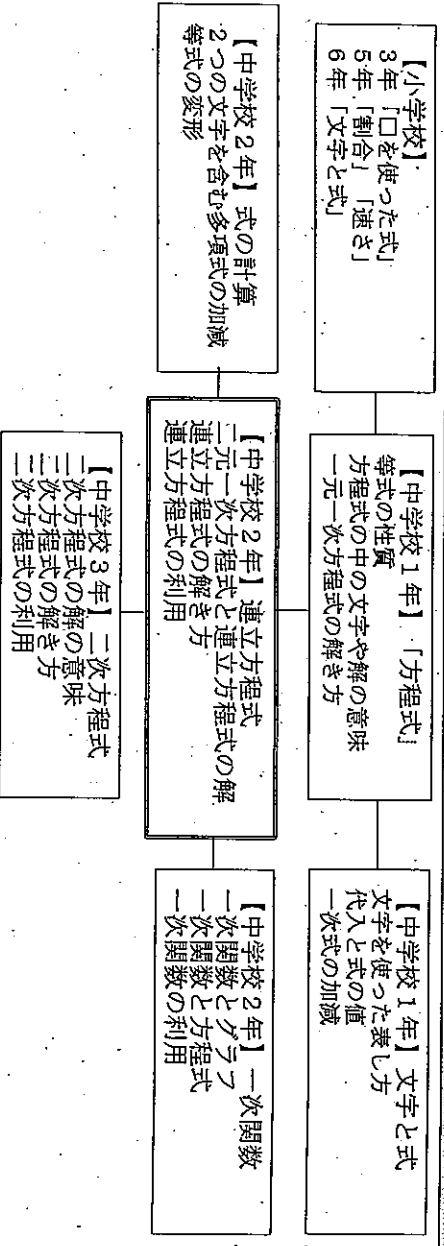 【小学校】
３年「□を使った式」
５年「割合」「速さ」
６年「文字と式」
【中学校１年】「方程式」
等式の性質
方程式の中の文字や解の意味
一元一次方程式の解き方
【中学校１年】文字と式
文字を使った表し方
代入と式の値
一次式の加減
【中学校２年】式の計算
２つの文字を含む多項式の加減
等式の変形
【中学校２年】連立方程式
二元一次方程式と連立方程式の解
連立方程式の解き方
連立方程式の利用
【中学校２年】一次関数
一次関数とグラフ
一次関数と方程式
一次関数の利用
【中学校３年】二次方程式
二次方程式の解の意味
二次方程式の解き方
二次方程式の利用